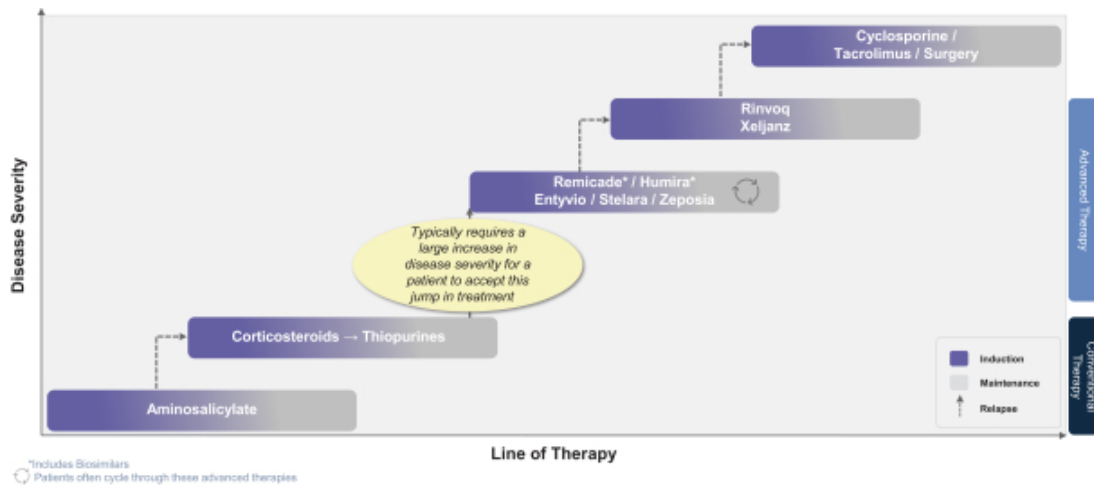 Disease Severity
Cyclosporine /
Tacrolimus / Surgery
Rinvoq
Xeljanz
Remicade* / Humira*
Entyvio / Stelara / Zeposia
Typically requires a
large increase in
disease severity for a
patient to accept this
jump in treatment
Corticosteroids → Thiopurines
Aminosalicylate
Advanced Therapy
Conventional
Therapy
Induction
Maintenance
Relapse
Line of Therapy
*Includes Biosimilars
Patients often cycle through these advanced therapies